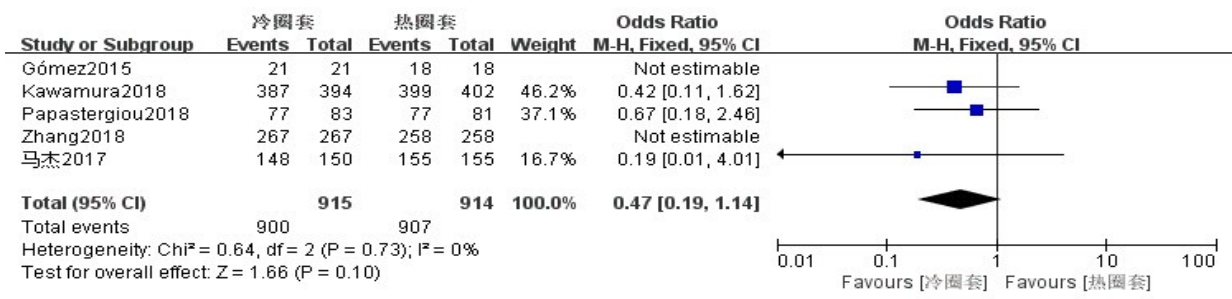 冷圈套 热圈套 Odds Ratio Odds Ratio
Study or Subgroup Events Total Events Total Weight M-H, Fixed, 95% CI M-H, Fixed, 95% CI
Gómez2015 21 21 18 18 Not estimable
Kawamura2018 387 394 399 402 46.2% 0.42 [0.11, 1.62]
Papastergiou2018 77 83 77 81 37.1% 0.67 [0.18, 2.46]
Zhang2018 267 267 258 258 Not estimable
马杰2017 148 150 155 155 16.7% 0.19 [0.01, 4.01]
Total (95% CI) 915 914 100.0% 0.47 [0.19, 1.14]
Total events 900 907
Heterogeneity: Chi² = 0.64, df = 2 (P = 0.73); I² = 0%
Test for overall effect: Z = 1.66 (P = 0.10)
0.01 0.1 1 10 100
Favours [冷圈套] Favours [热圈套]